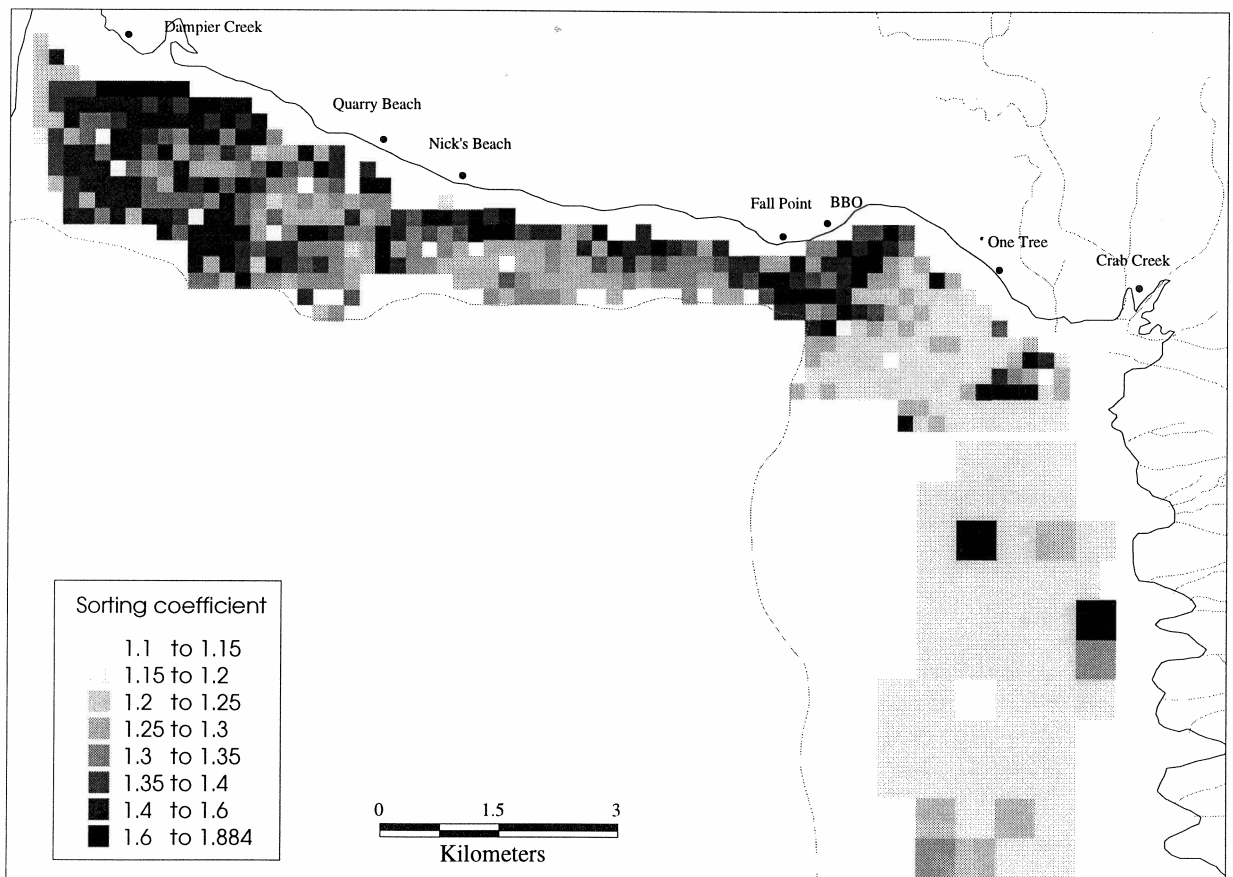 Dampier Creek
Quarry Beach
Nick's Beach
Fall Point
BBO
One Tree
Crab Creek
Sorting coefficient
1.1 to 1.15
1.15 to 1.2
1.2 to 1.25
1.25 to 1.3
1.3 to 1.35
1.35 to 1.4
1.4 to 1.6
1.6 to 1.884
0 1.5 3
Kilometers